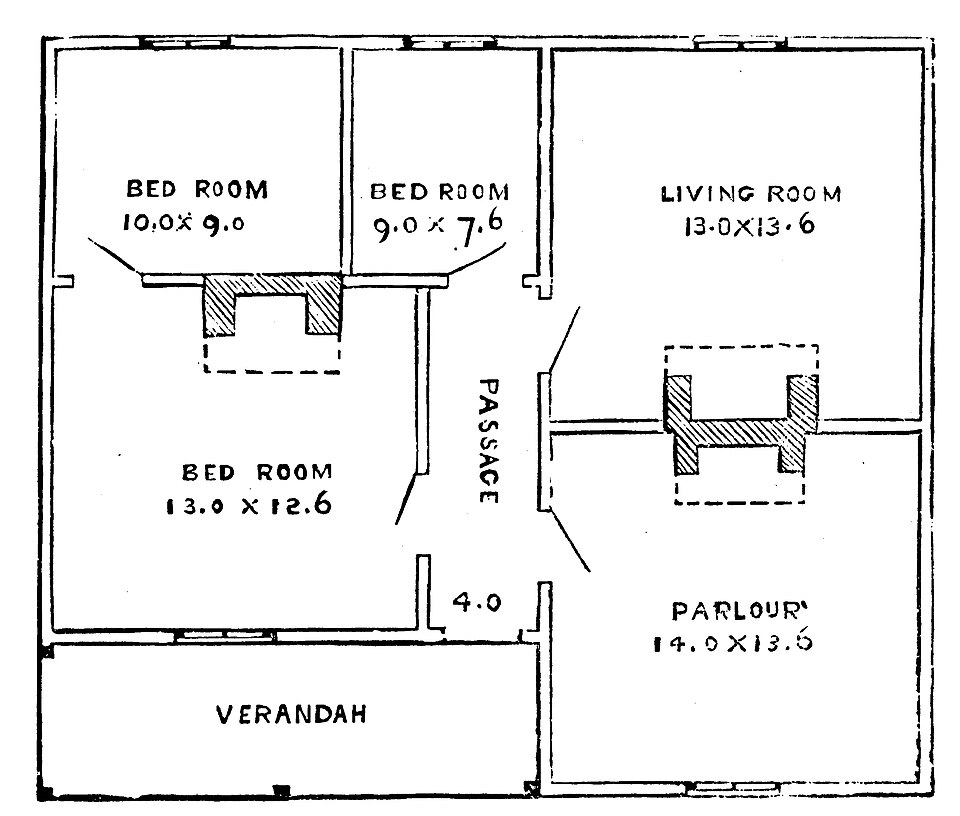 BED ROOM
10.0 X 9.0
BED ROOM
9.0 X 7.6
LIVING ROOM
13.0 X 13.6
PASSAGE
BED ROOM
13.0 X 12.6
4.0
PARLOUR
14.0 X 13.6
VERANDAH